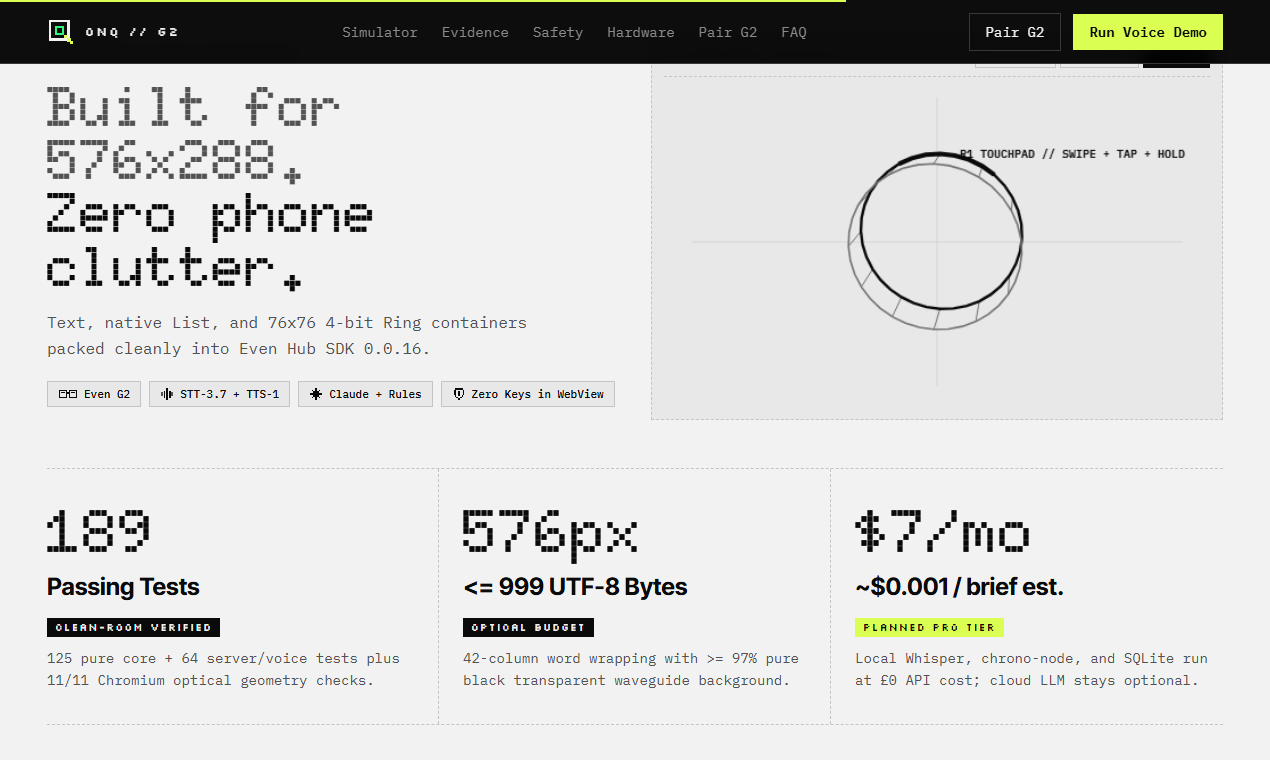 ONQ // G2
Simulator
Evidence
Safety
Hardware
Pair G2
FAQ
Pair G2
Run Voice Demo
Built for
576x288.
Zero phone
clutter.
Text, native List, and 76x76 4-bit Ring containers
packed cleanly into Even Hub SDK 0.0.16.
Even G2
STT-3.7 + TTS-1
Claude + Rules
Zero Keys in WebView
R1 TOUCHPAD // SWIPE + TAP + HOLD
189
Passing Tests
CLEAN-ROOM VERIFIED
125 pure core + 64 server/voice tests plus
11/11 Chromium optical geometry checks.
576px
<= 999 UTF-8 Bytes
OPTICAL BUDGET
42-column word wrapping with >= 97% pure
black transparent waveguide background.
$7/mo
~$0.001 / brief est.
PLANNED PRO TIER
Local Whisper, chrono-node, and SQLite run
at £0 API cost; cloud LLM stays optional.